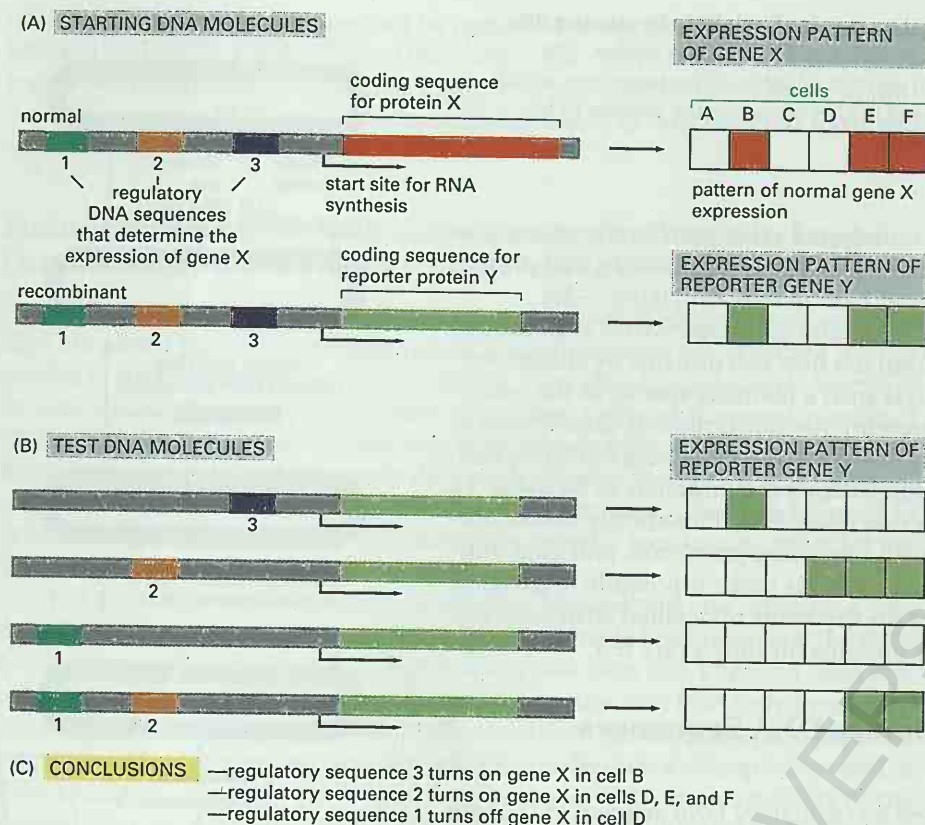 (A) STARTING DNA MOLECULES
EXPRESSION PATTERN
OF GENE X
coding sequence
for protein X
cells
A B C D E F
normal
1 2 3
start site for RNA
synthesis
regulatory
DNA sequences
that determine the
expression of gene X
pattern of normal gene X
expression
coding sequence for
reporter protein Y
EXPRESSION PATTERN OF
REPORTER GENE Y
recombinant
1 2 3
(B) TEST DNA MOLECULES
EXPRESSION PATTERN OF
REPORTER GENE Y
3
2
1
1 2
(C) CONCLUSIONS —regulatory sequence 3 turns on gene X in cell B
—regulatory sequence 2 turns on gene X in cells D, E, and F
—regulatory sequence 1 turns off gene X in cell D